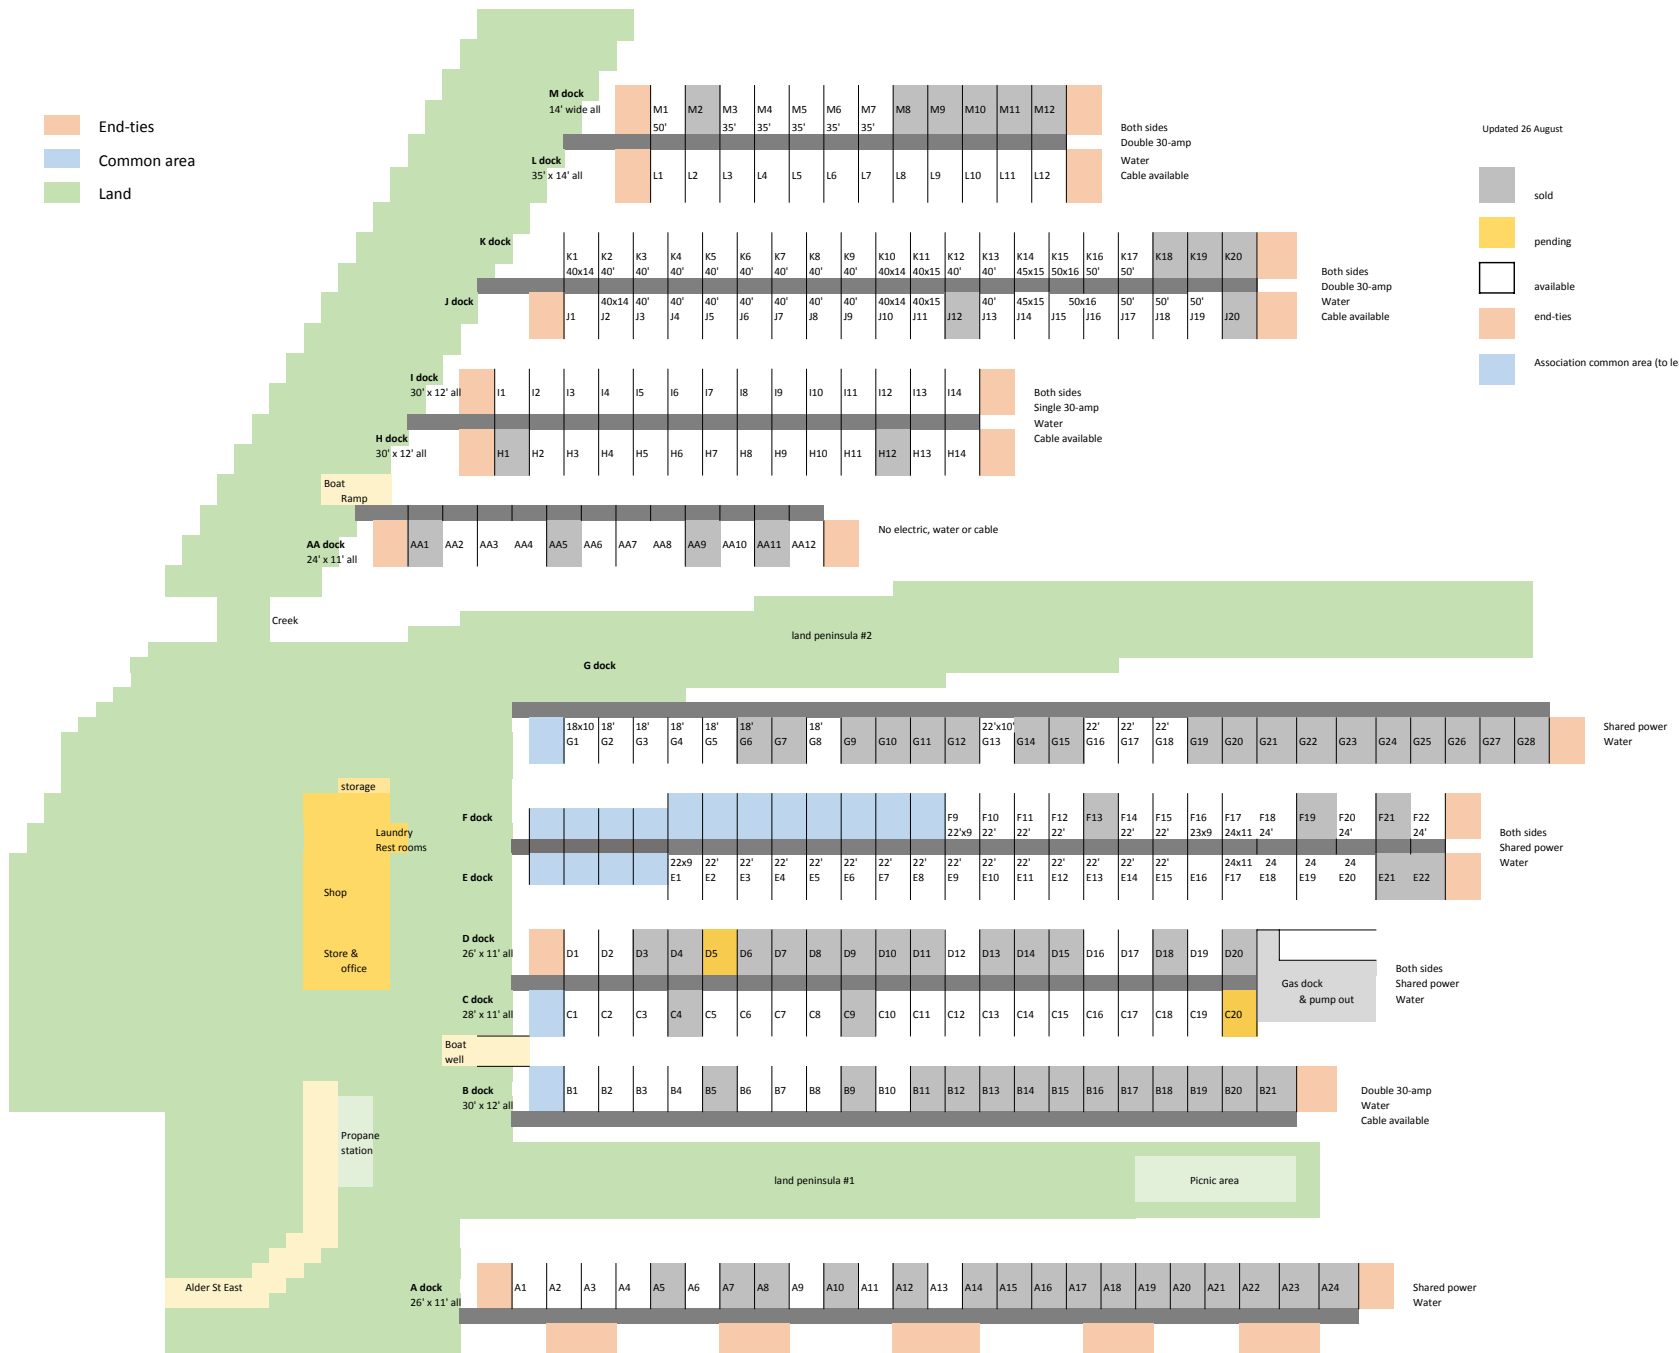 End-ties
Common area
Land
Updated 26 August
sold
pending
available
end-ties
Association common area (to le
M dock
14' wide all
M1 M2 M3 M4 M5 M6 M7 M8 M9 M10 M11 M12
50' 35' 35' 35' 35' 35'
Both sides
Double 30-amp
Water
Cable available
L dock
35' x 14' all
L1 L2 L3 L4 L5 L6 L7 L8 L9 L10 L11 L12
K dock
K1 K2 K3 K4 K5 K6 K7 K8 K9 K10 K11 K12 K13 K14 K15 K16 K17 K18 K19 K20
40x14 40' 40' 40' 40' 40' 40' 40' 40' 40x14 40x15 40' 40' 45x15 50x16 50' 50'
Both sides
Double 30-amp
Water
Cable available
J dock
40x14 40' 40' 40' 40' 40' 40' 40' 40x14 40x15 40' 45x15 50x16 50' 50' 50'
J1 J2 J3 J4 J5 J6 J7 J8 J9 J10 J11 J12 J13 J14 J15 J16 J17 J18 J19 J20
I dock
30' x 12' all
I1 I2 I3 I4 I5 I6 I7 I8 I9 I10 I11 I12 I13 I14
Both sides
Single 30-amp
Water
Cable available
H dock
30' x 12' all
H1 H2 H3 H4 H5 H6 H7 H8 H9 H10 H11 H12 H13 H14
Boat
Ramp
AA dock
24' x 11' all
AA1 AA2 AA3 AA4 AA5 AA6 AA7 AA8 AA9 AA10 AA11 AA12
No electric, water or cable
Creek
land peninsula #2
G dock
18x10 18' 18' 18' 18' 18' 18' 22'x10' 22' 22' 22'
G1 G2 G3 G4 G5 G6 G7 G8 G9 G10 G11 G12 G13 G14 G15 G16 G17 G18 G19 G20 G21 G22 G23 G24 G25 G26 G27 G28
Shared power
Water
storage
Laundry
Rest rooms
Shop
Store &
office
F dock
F9 F10 F11 F12 F13 F14 F15 F16 F17 F18 F19 F20 F21 F22
22'x9 22' 22' 22' 22' 22' 23x9 24x11 24' 24' 24'
Both sides
Shared power
Water
E dock
22x9 22' 22' 22' 22' 22' 22' 22' 22' 22' 22' 22' 22' 22' 22' 24x11 24 24 24
E1 E2 E3 E4 E5 E6 E7 E8 E9 E10 E11 E12 E13 E14 E15 E16 F17 E18 E19 E20 E21 E22
D dock
26' x 11' all
D1 D2 D3 D4 D5 D6 D7 D8 D9 D10 D11 D12 D13 D14 D15 D16 D17 D18 D19 D20
Gas dock
& pump out
Both sides
Shared power
Water
C dock
28' x 11' all
C1 C2 C3 C4 C5 C6 C7 C8 C9 C10 C11 C12 C13 C14 C15 C16 C17 C18 C19 C20
Boat
well
B dock
30' x 12' all
B1 B2 B3 B4 B5 B6 B7 B8 B9 B10 B11 B12 B13 B14 B15 B16 B17 B18 B19 B20 B21
Double 30-amp
Water
Cable available
Propane
station
land peninsula #1
Picnic area
Alder St East
A dock
26' x 11' all
A1 A2 A3 A4 A5 A6 A7 A8 A9 A10 A11 A12 A13 A14 A15 A16 A17 A18 A19 A20 A21 A22 A23 A24
Shared power
Water